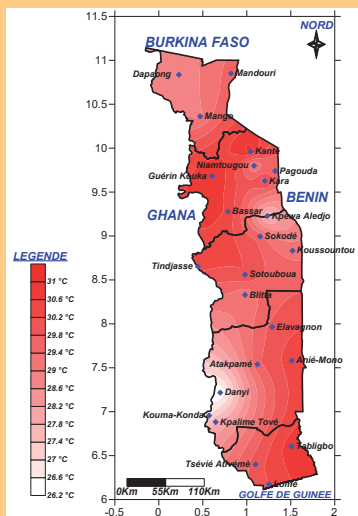 NORD
BURKINA FASO
Dapaong
Mandouri
Mango
Kante
Niamtougou
Pagouda
Guérin Kouka
Kara
BENIN
Bassar
GHANA
Kpewa Aledjo
Sokodé
Koussountou
Tindjasse
Sotouboua
Blitta
Elavagnon
Anié-Mono
Atakpamé
Danyi
Kouma-Konda
Kpalime Tové
Tabligbo
Tsévié Ativémé
Lomé
GOLFE DE GUINEE
0Km 55Km 110Km
LEGENDE
31 °C
30.6 °C
30.2 °C
29.8 °C
29.4 °C
29 °C
28.6 °C
28.2 °C
27.8 °C
27.4 °C
27 °C
26.6 °C
26.2 °C
11.5
11
10.5
10
9.5
9
8.5
8
7.5
7
6.5
6
-0.5 0 0.5 1 1.5 2